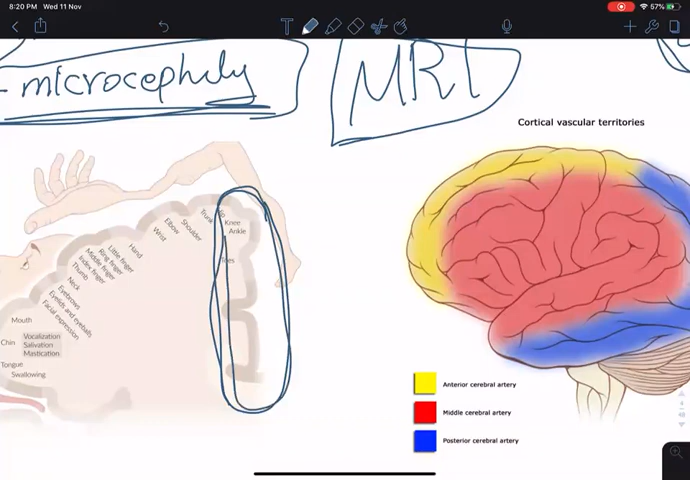 8:20 PM Wed 11 Nov
57%
- microcephely
MRI
Cortical vascular territories
Hip
Knee
Ankle
Toes
Trunk
Shoulder
Elbow
Wrist
Hand
Little finger
Ring finger
Middle finger
Index finger
Thumb
Neck
Eyebrows
Eyelids and eyeballs
Facial expression
Mouth
Chin
Vocalization
Salivation
Mastication
Tongue
Swallowing
Anterior cerebral artery
Middle cerebral artery
Posterior cerebral artery